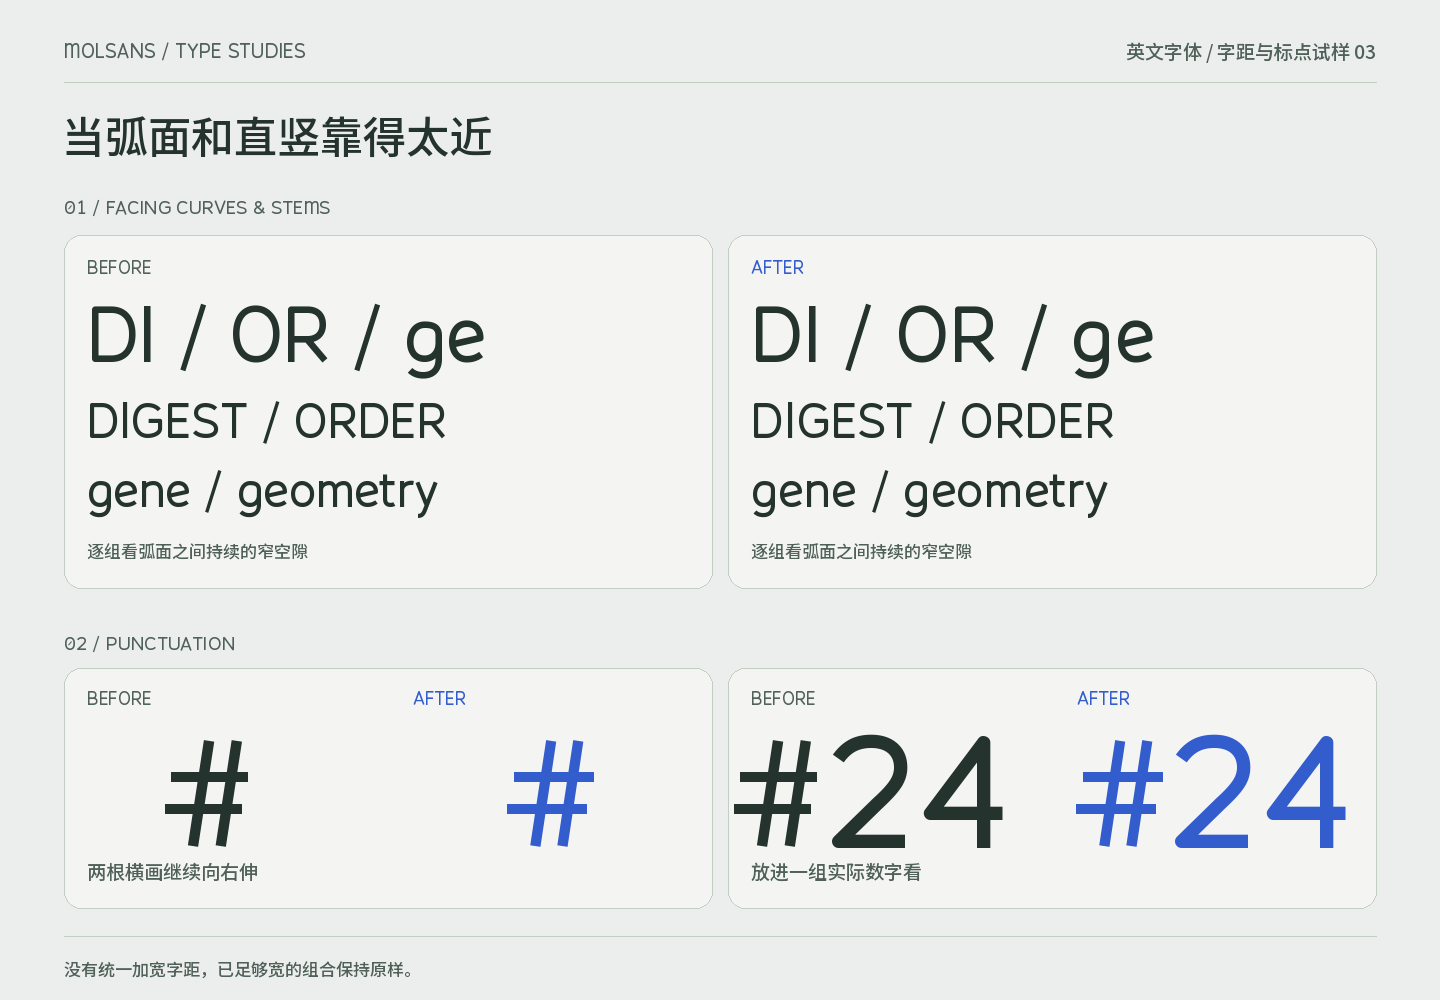 MOLSANS / TYPE STUDIES
英文字体 / 字距与标点试样 03
当弧面和直竖靠得太近
01 / FACING CURVES & STEMS
BEFORE
DI / OR / ge
DIGEST / ORDER
gene / geometry
逐组看弧面之间持续的窄空隙
AFTER
DI / OR / ge
DIGEST / ORDER
gene / geometry
逐组看弧面之间持续的窄空隙
02 / PUNCTUATION
BEFORE
AFTER
#
#
两根横画继续向右伸
BEFORE
AFTER
#24
#24
放进一组实际数字看
没有统一加宽字距，已足够宽的组合保持原样。